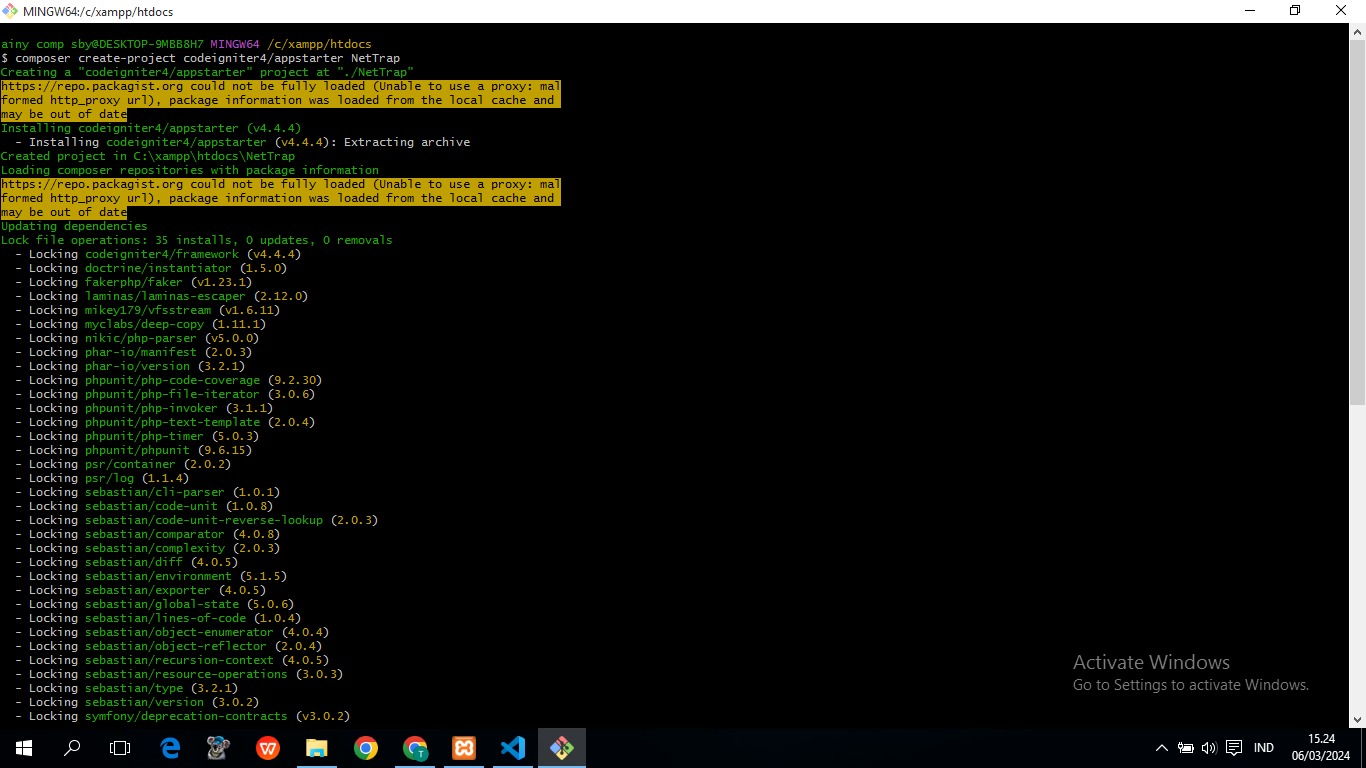 MINGW64:/c/xampp/htdocs
ainy comp sby@DESKTOP-9MBB8H7 MINGW64 /c/xampp/htdocs
$ composer create-project codeigniter4/appstarter NetTrap
Creating a "codeigniter4/appstarter" project at "./NetTrap"
https://repo.packagist.org could not be fully loaded (Unable to use a proxy: mal
formed http_proxy url), package information was loaded from the local cache and
may be out of date
Installing codeigniter4/appstarter (v4.4.4)
  - Installing codeigniter4/appstarter (v4.4.4): Extracting archive
Created project in C:\xampp\htdocs\NetTrap
Loading composer repositories with package information
https://repo.packagist.org could not be fully loaded (Unable to use a proxy: mal
formed http_proxy url), package information was loaded from the local cache and
may be out of date
Updating dependencies
Lock file operations: 35 installs, 0 updates, 0 removals
  - Locking codeigniter4/framework (v4.4.4)
  - Locking doctrine/instantiator (1.5.0)
  - Locking fakerphp/faker (v1.23.1)
  - Locking laminas/laminas-escaper (2.12.0)
  - Locking mikey179/vfsstream (v1.6.11)
  - Locking myclabs/deep-copy (1.11.1)
  - Locking nikic/php-parser (v5.0.0)
  - Locking phar-io/manifest (2.0.3)
  - Locking phar-io/version (3.2.1)
  - Locking phpunit/php-code-coverage (9.2.30)
  - Locking phpunit/php-file-iterator (3.0.6)
  - Locking phpunit/php-invoker (3.1.1)
  - Locking phpunit/php-text-template (2.0.4)
  - Locking phpunit/php-timer (5.0.3)
  - Locking phpunit/phpunit (9.6.15)
  - Locking psr/container (2.0.2)
  - Locking psr/log (1.1.4)
  - Locking sebastian/cli-parser (1.0.1)
  - Locking sebastian/code-unit (1.0.8)
  - Locking sebastian/code-unit-reverse-lookup (2.0.3)
  - Locking sebastian/comparator (4.0.8)
  - Locking sebastian/complexity (2.0.3)
  - Locking sebastian/diff (4.0.5)
  - Locking sebastian/environment (5.1.5)
  - Locking sebastian/exporter (4.0.5)
  - Locking sebastian/global-state (5.0.6)
  - Locking sebastian/lines-of-code (1.0.4)
  - Locking sebastian/object-enumerator (4.0.4)
  - Locking sebastian/object-reflector (2.0.4)
  - Locking sebastian/recursion-context (4.0.5)
  - Locking sebastian/resource-operations (3.0.3)
  - Locking sebastian/type (3.2.1)
  - Locking sebastian/version (3.0.2)
  - Locking symfony/deprecation-contracts (v3.0.2)
Activate Windows
Go to Settings to activate Windows.
IND
15.24
06/03/2024